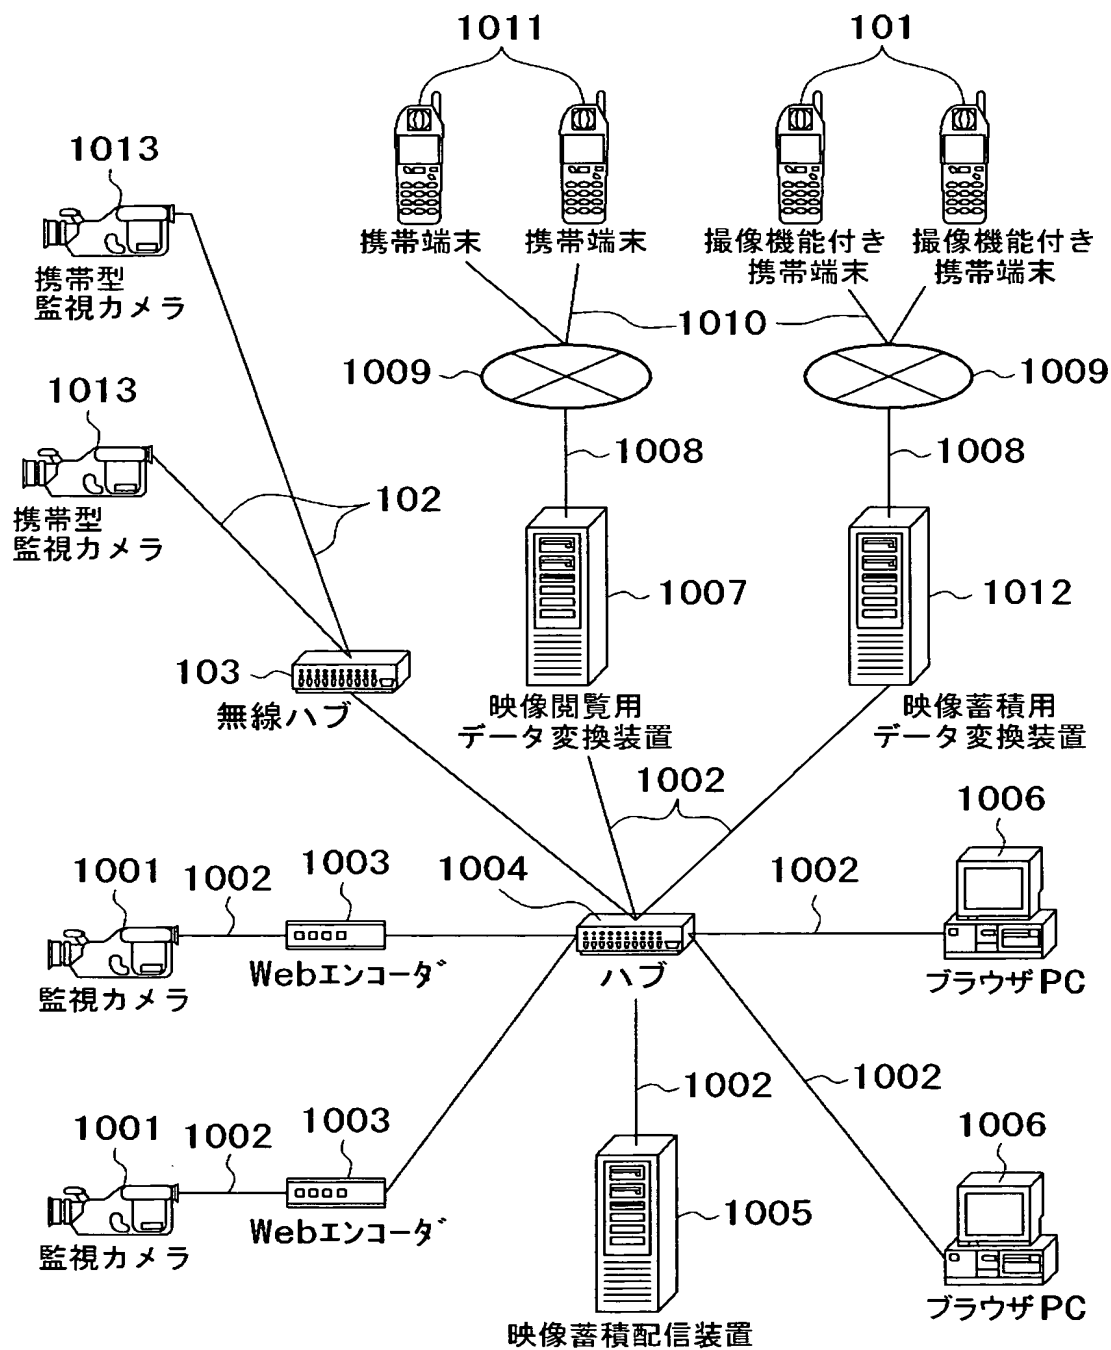 1011
101
1013
携帯端末
携帯端末
撮像機能付き
携帯端末
撮像機能付き
携帯端末
携帯型
監視カメラ
1010
1009
1009
1013
1008
1008
携帯型
監視カメラ
102
1007
1012
103
無線ハブ
映像閲覧用
データ変換装置
映像蓄積用
データ変換装置
1002
1006
1001
1002
1003
1004
1002
監視カメラ
Webエンコーダ
ハブ
ブラウザPC
1002
1002
1001
1002
1003
1006
監視カメラ
Webエンコーダ
1005
ブラウザPC
映像蓄積配信装置